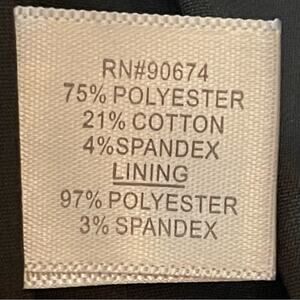 RN#90674
75% POLYESTER
21% COTTON
4%SPANDEX
LINING
97% POLYESTER
3% SPANDEX